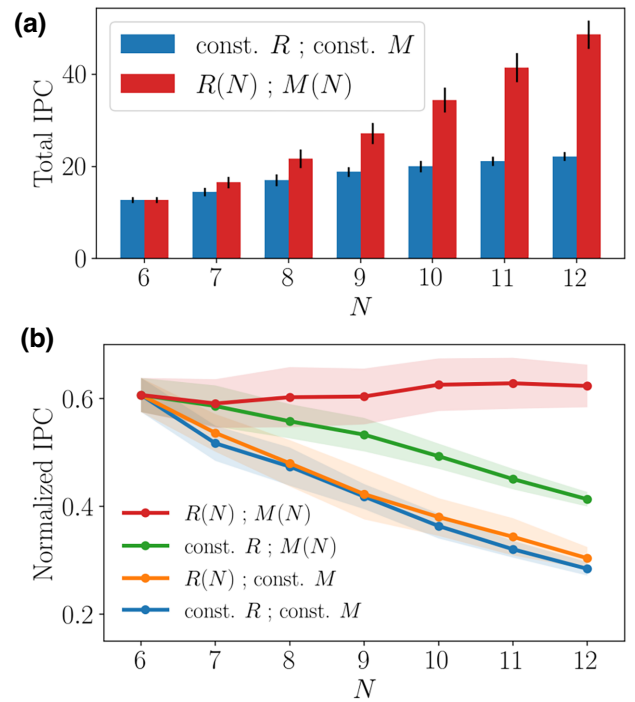 (a)
Total IPC
40
20
0
const. R ; const. M
R(N) ; M(N)
6 7 8 9 10 11 12
N
(b)
Normalized IPC
0.6
0.4
0.2
R(N) ; M(N)
const. R ; M(N)
R(N) ; const. M
const. R ; const. M
6 7 8 9 10 11 12
N